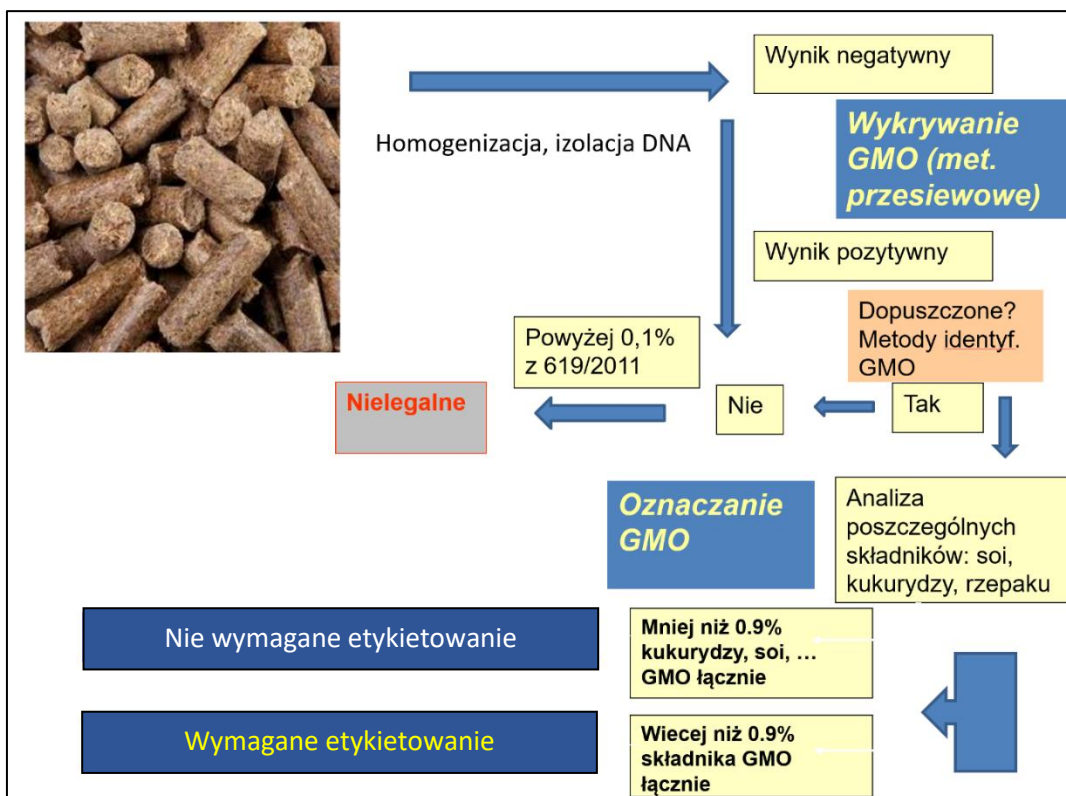 Wynik negatywny
Homogenizacja, izolacja DNA
Wykrywanie
GMO (met.
przesiewowe)
Wynik pozytywny
Dopuszczone?
Metody identyf.
GMO
Powyżej 0,1%
z 619/2011
Nielegalne
Nie
Tak
Oznaczanie
GMO
Analiza
poszczególnych
składników: soi,
kukurydzy, rzepaku
Nie wymagane etykietowanie
Mniej niż 0.9%
kukurydzy, soi, …
GMO łącznie
Wymagane etykietowanie
Wiecej niż 0.9%
składnika GMO
łącznie